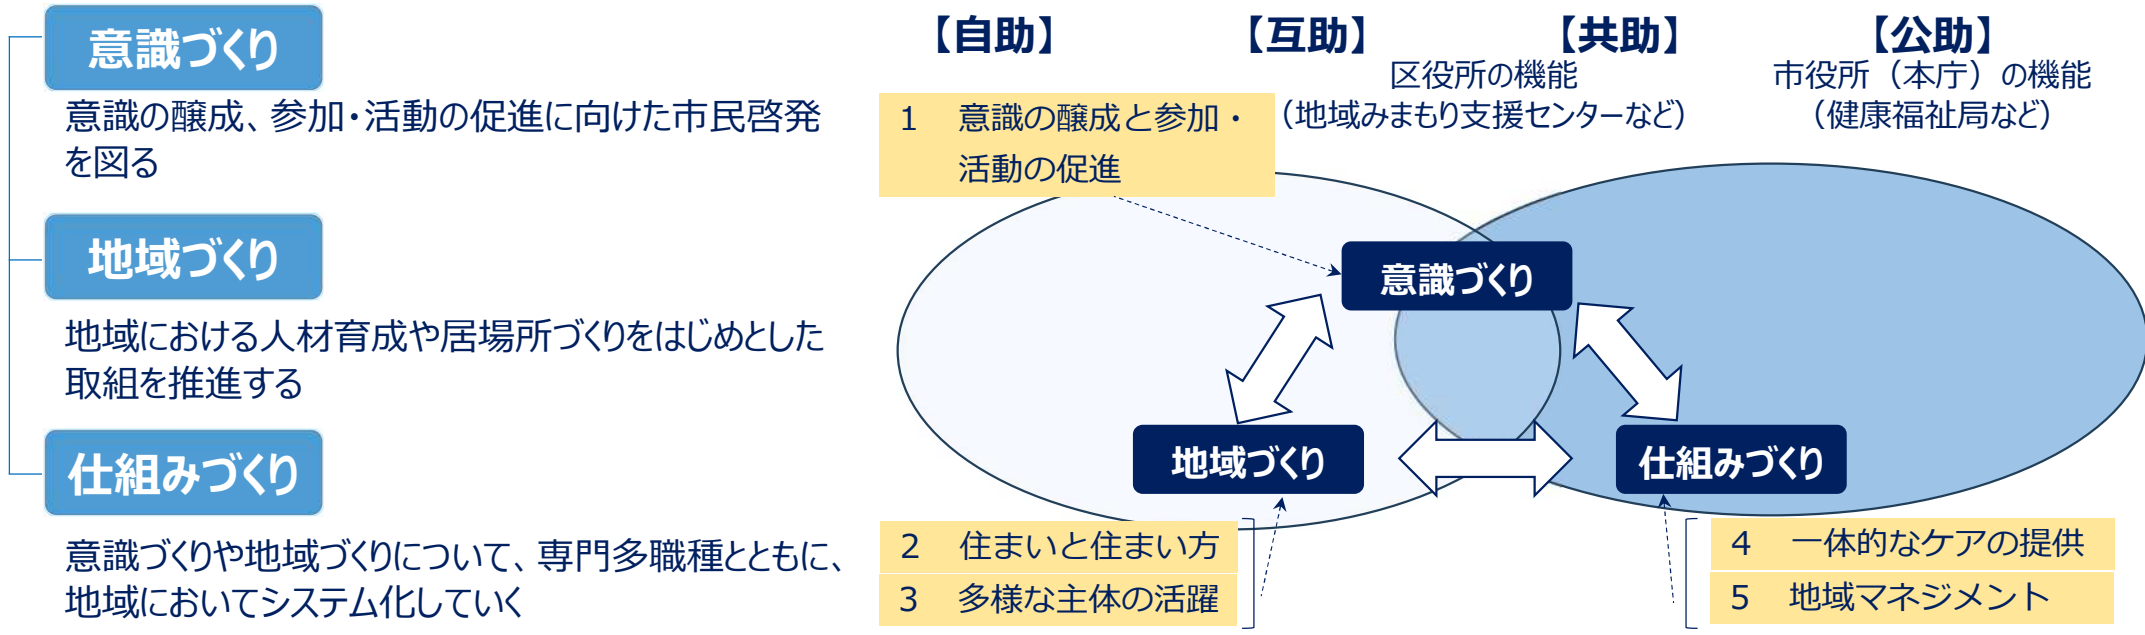 意識づくり
意識の醸成、参加・活動の促進に向けた市民啓発
を図る
地域づくり
地域における人材育成や居場所づくりをはじめとした
取組を推進する
仕組みづくり
意識づくりや地域づくりについて、専門多職種とともに、
地域においてシステム化していく
【自助】 【互助】 【共助】 【公助】
区役所の機能
（地域みまもり支援センターなど）
市役所（本庁）の機能
（健康福祉局など）
1 意識の醸成と参加・
活動の促進
意識づくり
地域づくり
仕組みづくり
2 住まいと住まい方
3 多様な主体の活躍
4 一体的なケアの提供
5 地域マネジメント